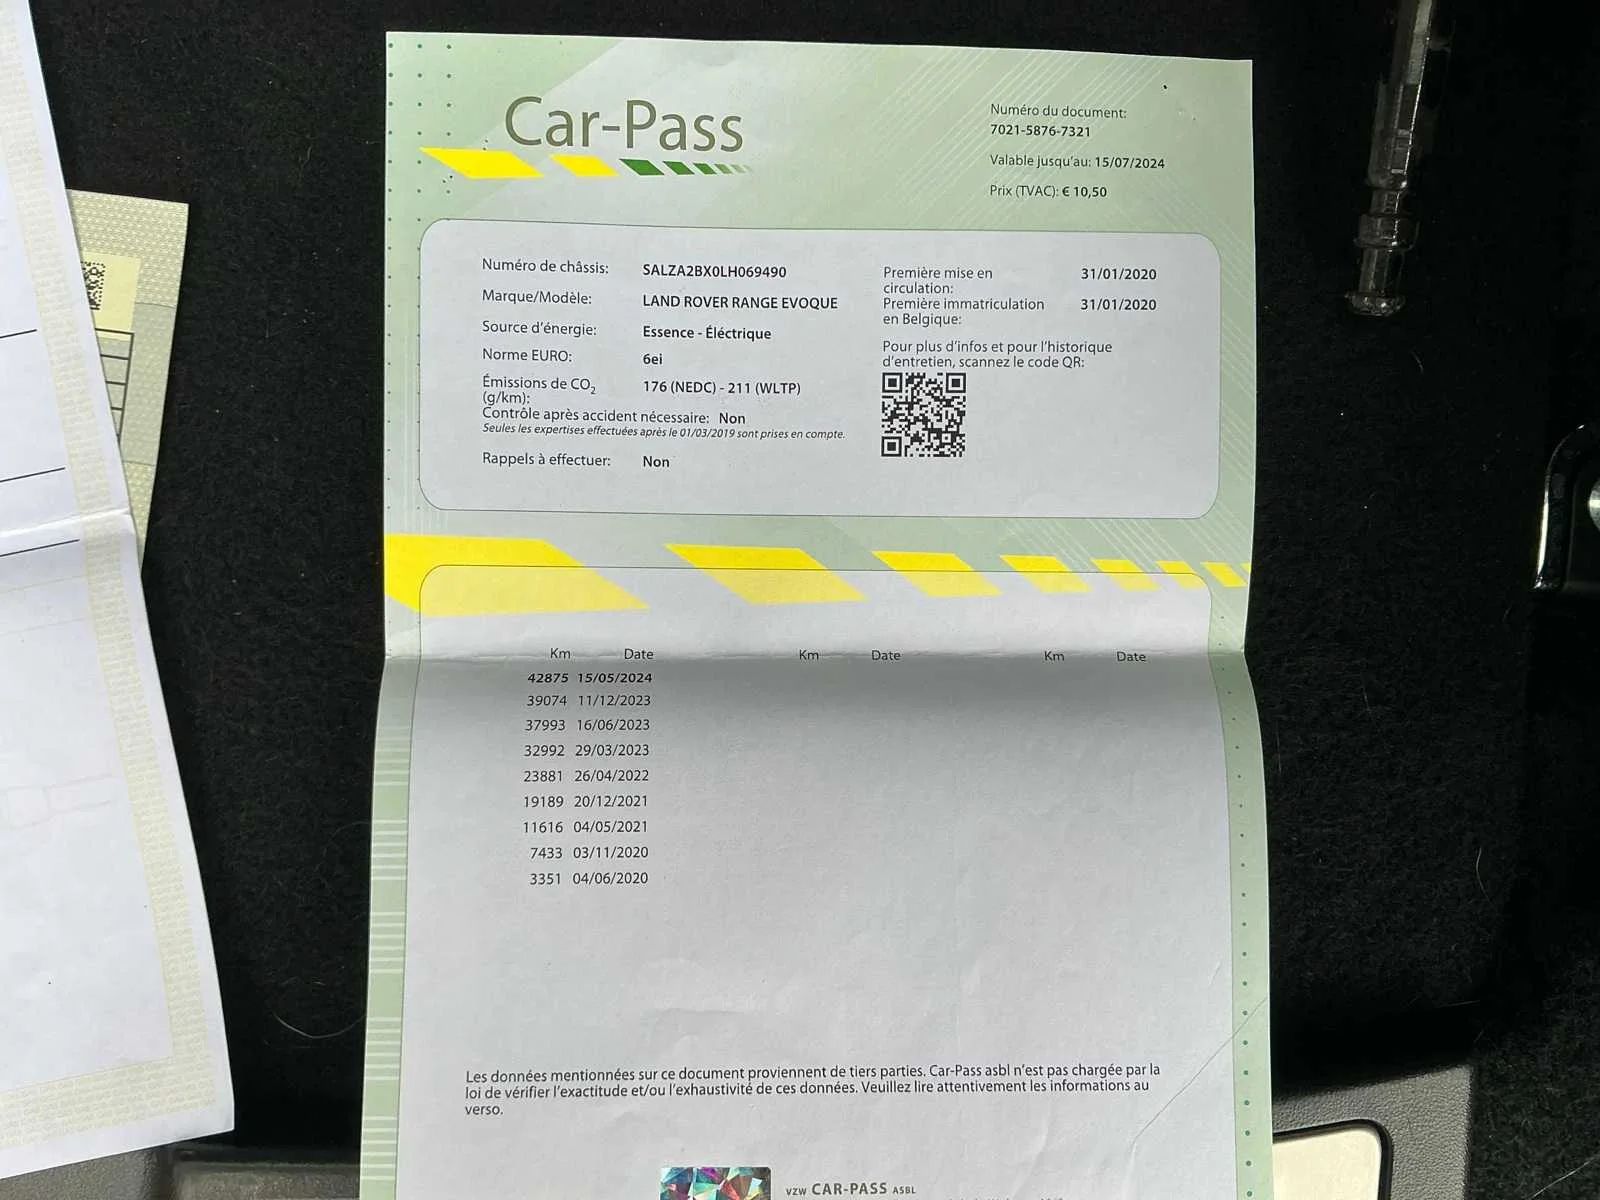 Car-Pass
Numéro du document:
7021-5876-7321
Valable jusqu'au: 15/07/2024
Prix (TVAC): € 10,50
Numéro de châssis: SALZA2BX0LH069490
Marque/Modèle: LAND ROVER RANGE EVOQUE
Source d'énergie: Essence - Éléctrique
Norme EURO: 6ei
Émissions de CO2 176 (NEDC) - 211 (WLTP)
(g/km):
Contrôle après accident nécessaire: Non
Seules les expertises effectuées après le 01/03/2019 sont prises en compte.
Rappels à effectuer: Non
Première mise en 31/01/2020
circulation:
Première immatriculation 31/01/2020
en Belgique:
Pour plus d'infos et pour l'historique
d'entretien, scannez le code QR:
Km Date Km Date Km Date
42875 15/05/2024
39074 11/12/2023
37993 16/06/2023
32992 29/03/2023
23881 26/04/2022
19189 20/12/2021
11616 04/05/2021
7433 03/11/2020
3351 04/06/2020
Les données mentionnées sur ce document proviennent de tiers parties. Car-Pass asbl n'est pas chargée par la
loi de vérifier l'exactitude et/ou l'exhaustivité de ces données. Veuillez lire attentivement les informations au
verso.
VZW CAR-PASS ASBL